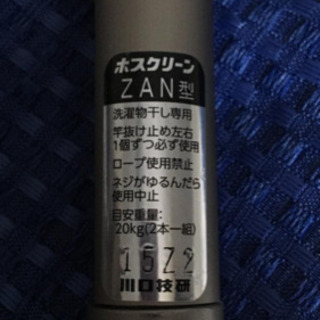 ホスクリーン
ZAN型
洗濯物干し専用
竿抜け止め左右
1個ずつ必ず使用
ロープ使用禁止
ネジがゆるんだら
使用中止
目安重量:
20kg(2本一組)
15Z2
川口技研